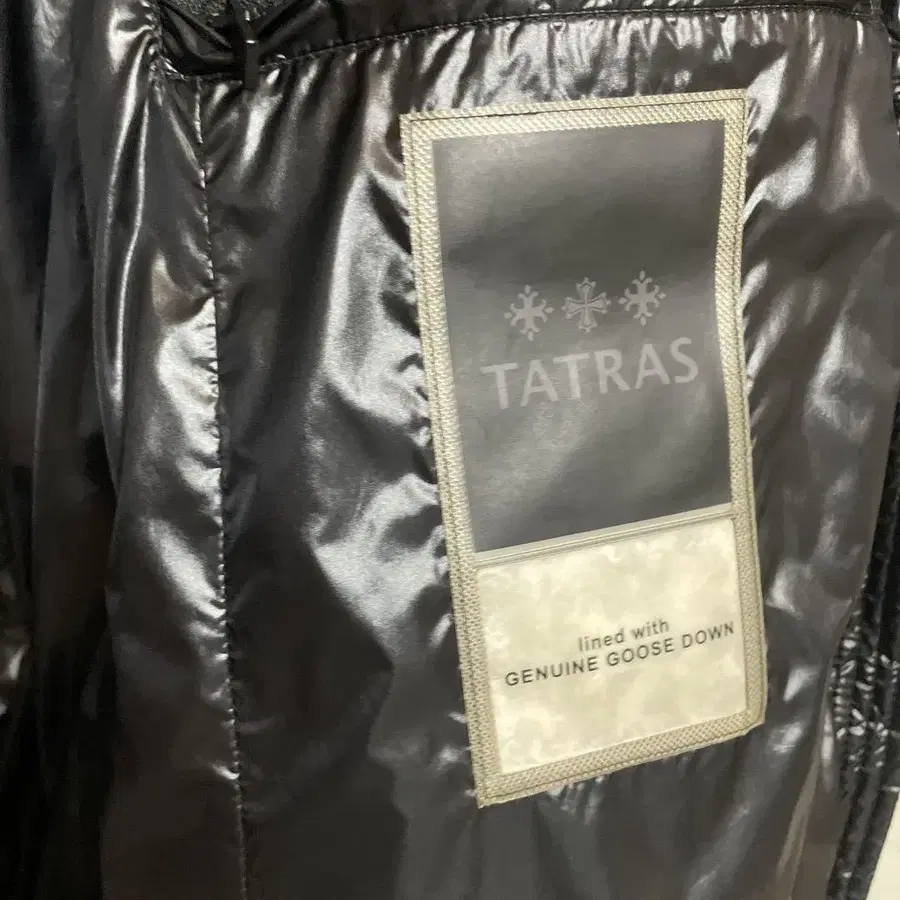 TATRAS
lined with
GENUINE GOOSE DOWN